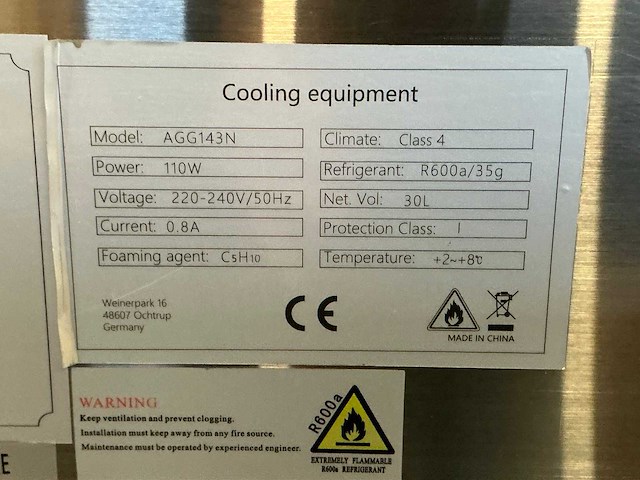 Cooling equipment
Model: AGG143N
Climate: Class 4
Power: 110W
Refrigerant: R600a/35g
Voltage: 220-240V/50Hz
Net. Vol: 30L
Current: 0.8A
Protection Class: I
Foaming agent: C5H10
Temperature: +2~+8℃
Weinerpark 16
48607 Ochtrup
Germany
CE
MADE IN CHINA
WARNING
Keep ventilation and prevent clogging.
Installation must keep away from any fire source.
Maintenance must be operated by experienced engineer.
R600a
EXTREMELY FLAMMABLE
R600a REFRIGERANT
E